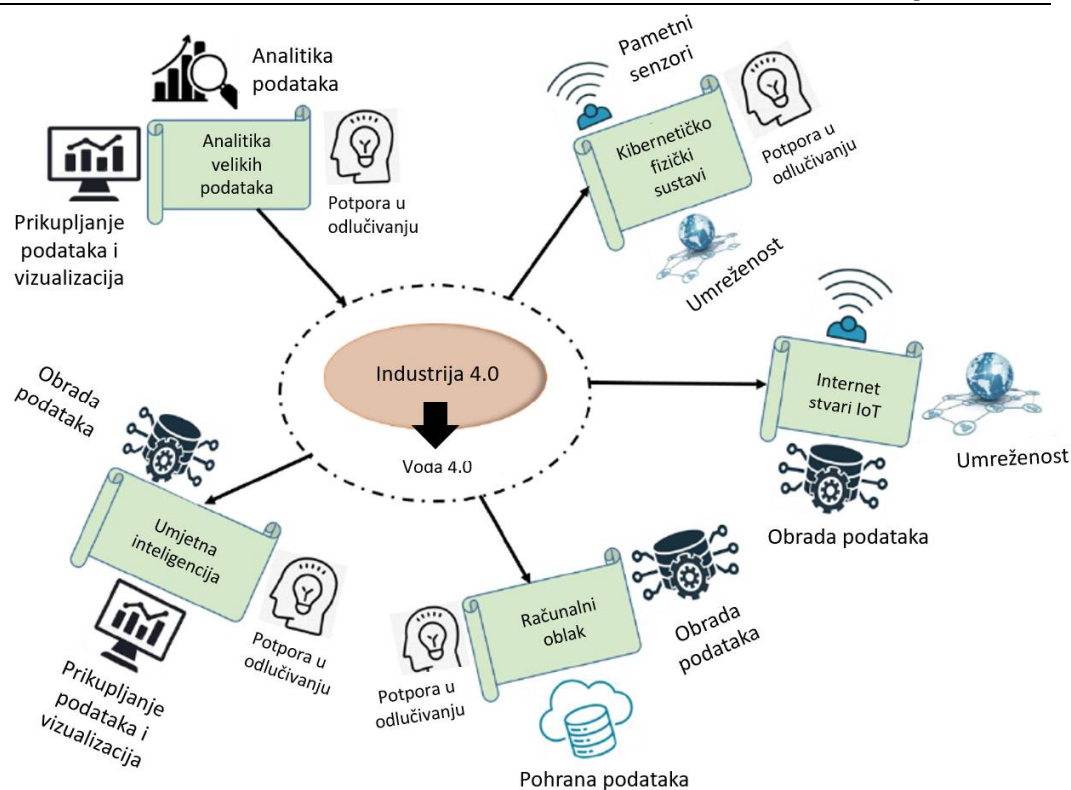 Analitika
podataka
Analitika
velikih
podataka
Potpora u
odlučivanju
Prikupljanje
podataka i
vizualizacija
Pametni
senzori
Kibernetičko
fizički
sustavi
Potpora u
odlučivanju
Umreženost
Industrija 4.0
Voda 4.0
Internet
stvari IoT
Umreženost
Obrada podataka
Obrada
podataka
Umjetna
inteligencija
Potpora u
odlučivanju
Prikupljanje
podataka i
vizualizacija
Računalni
oblak
Obrada
podataka
Potpora u
odlučivanju
Pohrana podataka